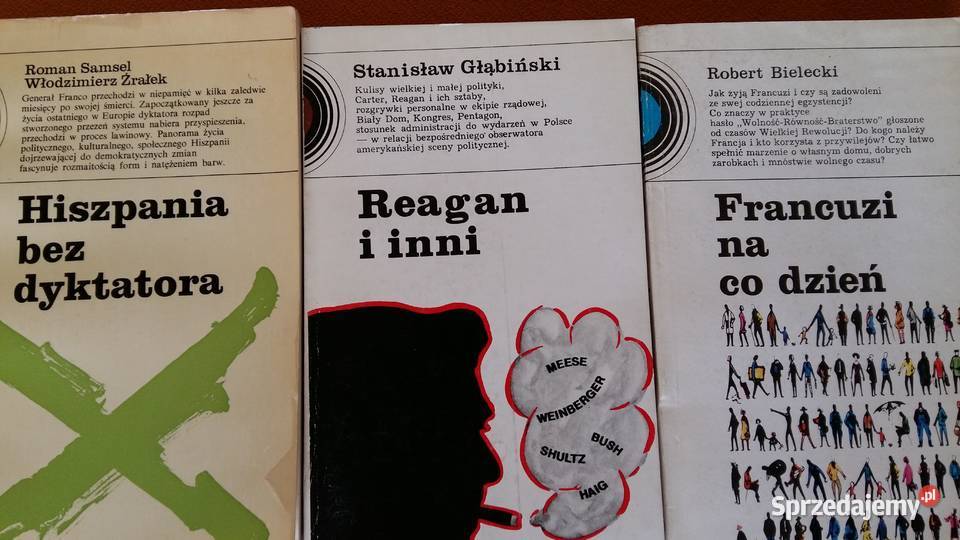 Roman Samsel
Włodzimierz Źrałek
Generał Franco przechodzi w niepamięć w kilka zaledwie
miesięcy po swojej śmierci. Zapoczątkowany jeszcze za
życia ostatniego w Europie dyktatora rozpad
stworzonego przezeń systemu nabiera przyspieszenia,
przechodzi w proces lawinowy. Panorama życia
politycznego, kulturalnego, społecznego Hiszpanii
dojrzewającej do demokratycznych zmian
fascynuje rozmaitością form i natężeniem barw.
Hiszpania
bez
dyktatora
Stanisław Głąbiński
Kulisy wielkiej i małej polityki,
Carter, Reagan i ich sztaby,
rozgrywki personalne w ekipie rządowej,
Biały Dom, Kongres, Pentagon,
stosunek administracji do wydarzeń w Polsce
— w relacji bezpośredniego obserwatora
amerykańskiej sceny politycznej.
Reagan
i inni
MEESE
WEINBERGER
BUSH
SHULTZ
HAIG
Robert Bielecki
Jak żyją Francuzi i czy są zadowoleni
ze swej codziennej egzystencji?
Co znaczy w praktyce
hasło „Wolność-Równość-Braterstwo” głoszone
od czasów Wielkiej Rewolucji? Do kogo należy
Francja i kto korzysta z przywilejów? Czy łatwo
spełnić marzenie o własnym domu, dobrych
zarobkach i mnóstwie wolnego czasu?
Francuzi
na
co dzień
Sprzedajemy.pl